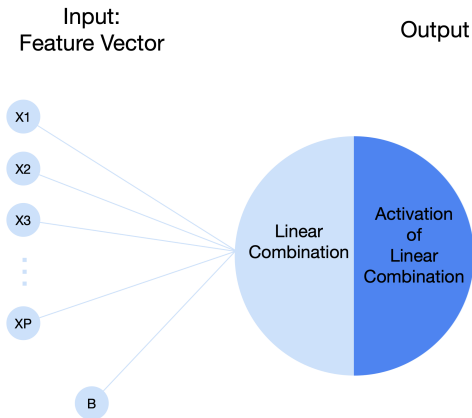 Input:
Feature Vector
Output
X1
X2
X3
XP
B
Linear
Combination
Activation
of
Linear
Combination